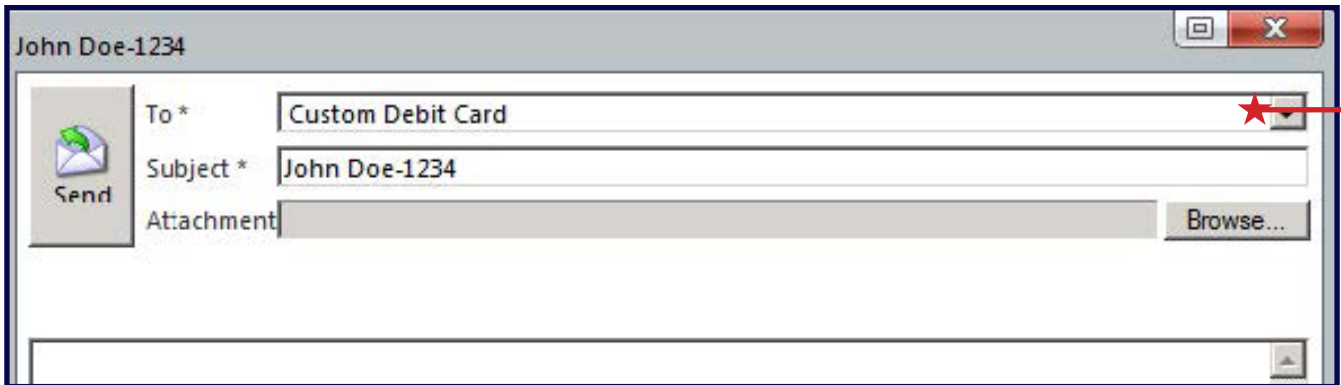 John Doe-1234
To * Custom Debit Card
Subject * John Doe-1234
Send
Attachment Browse...